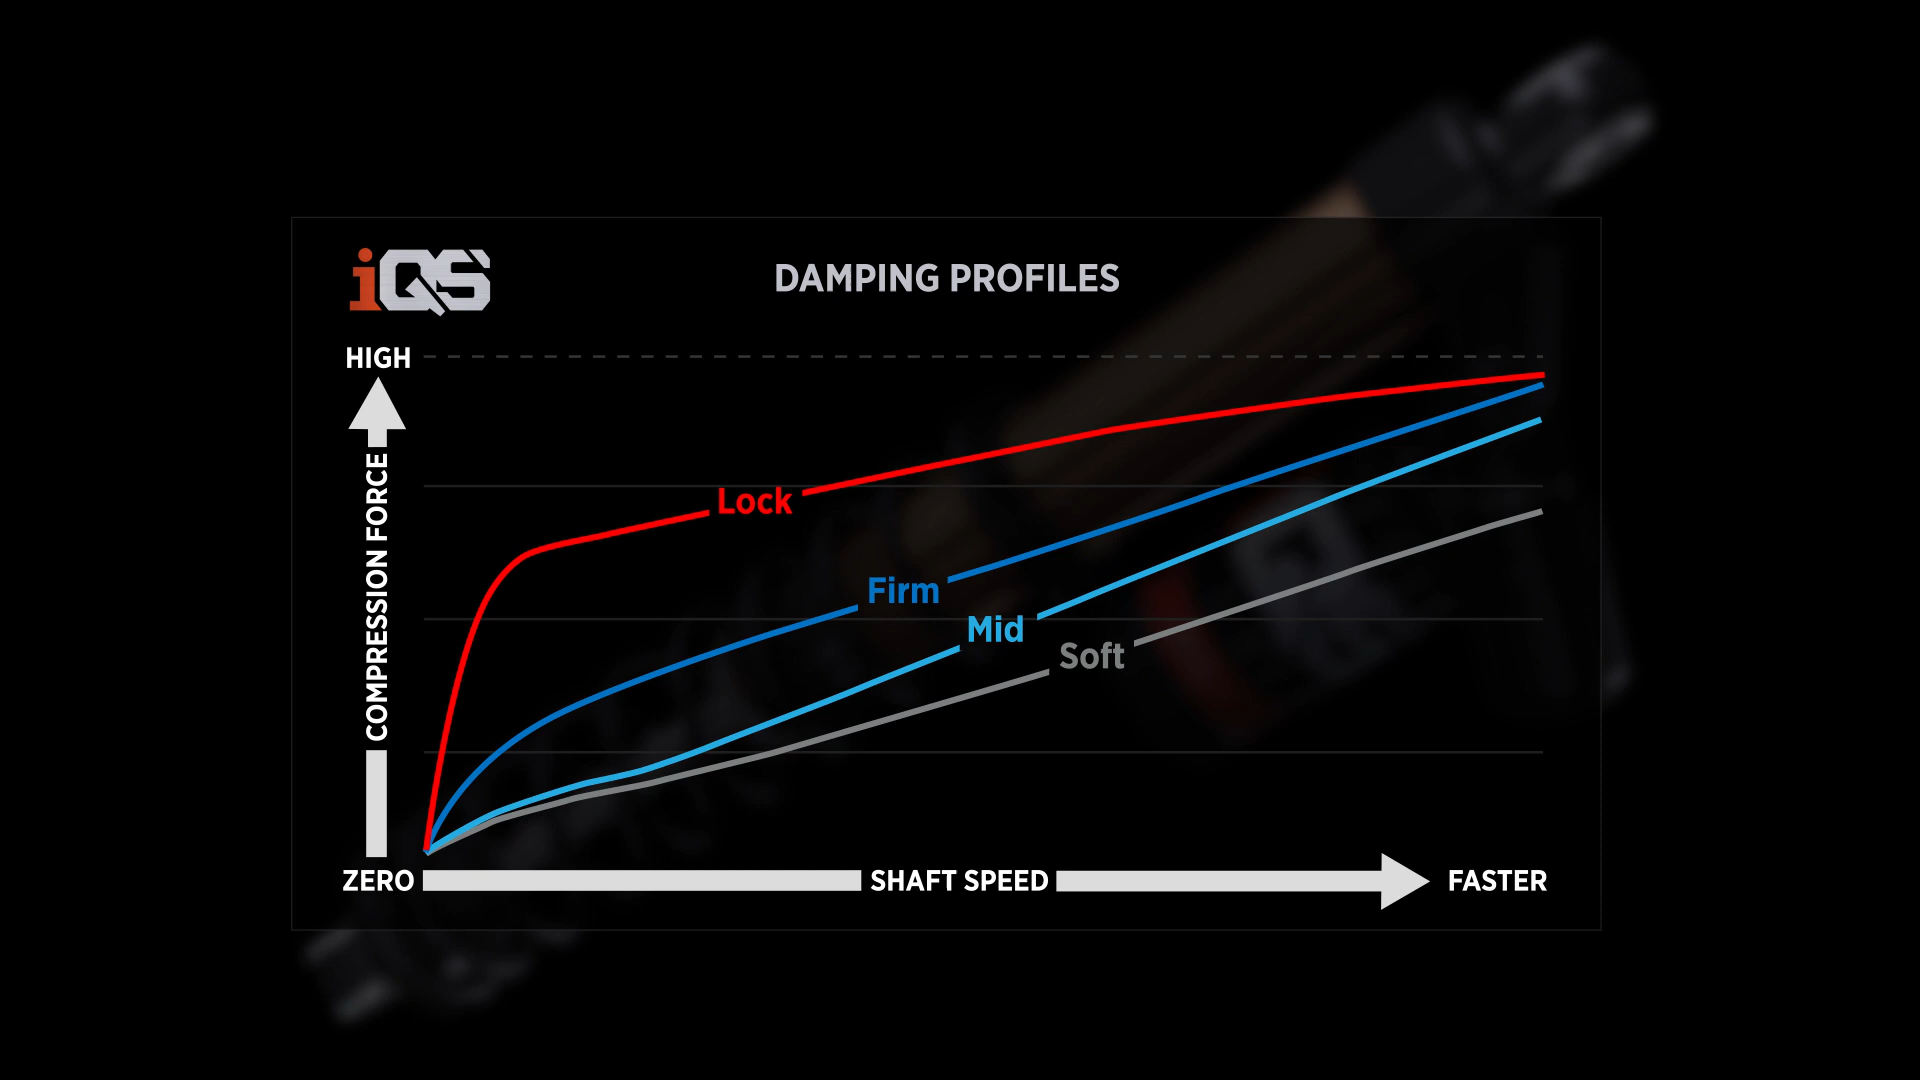 iQS
DAMPING PROFILES
HIGH
COMPRESSION FORCE
Lock
Firm
Mid
Soft
ZERO
SHAFT SPEED
FASTER